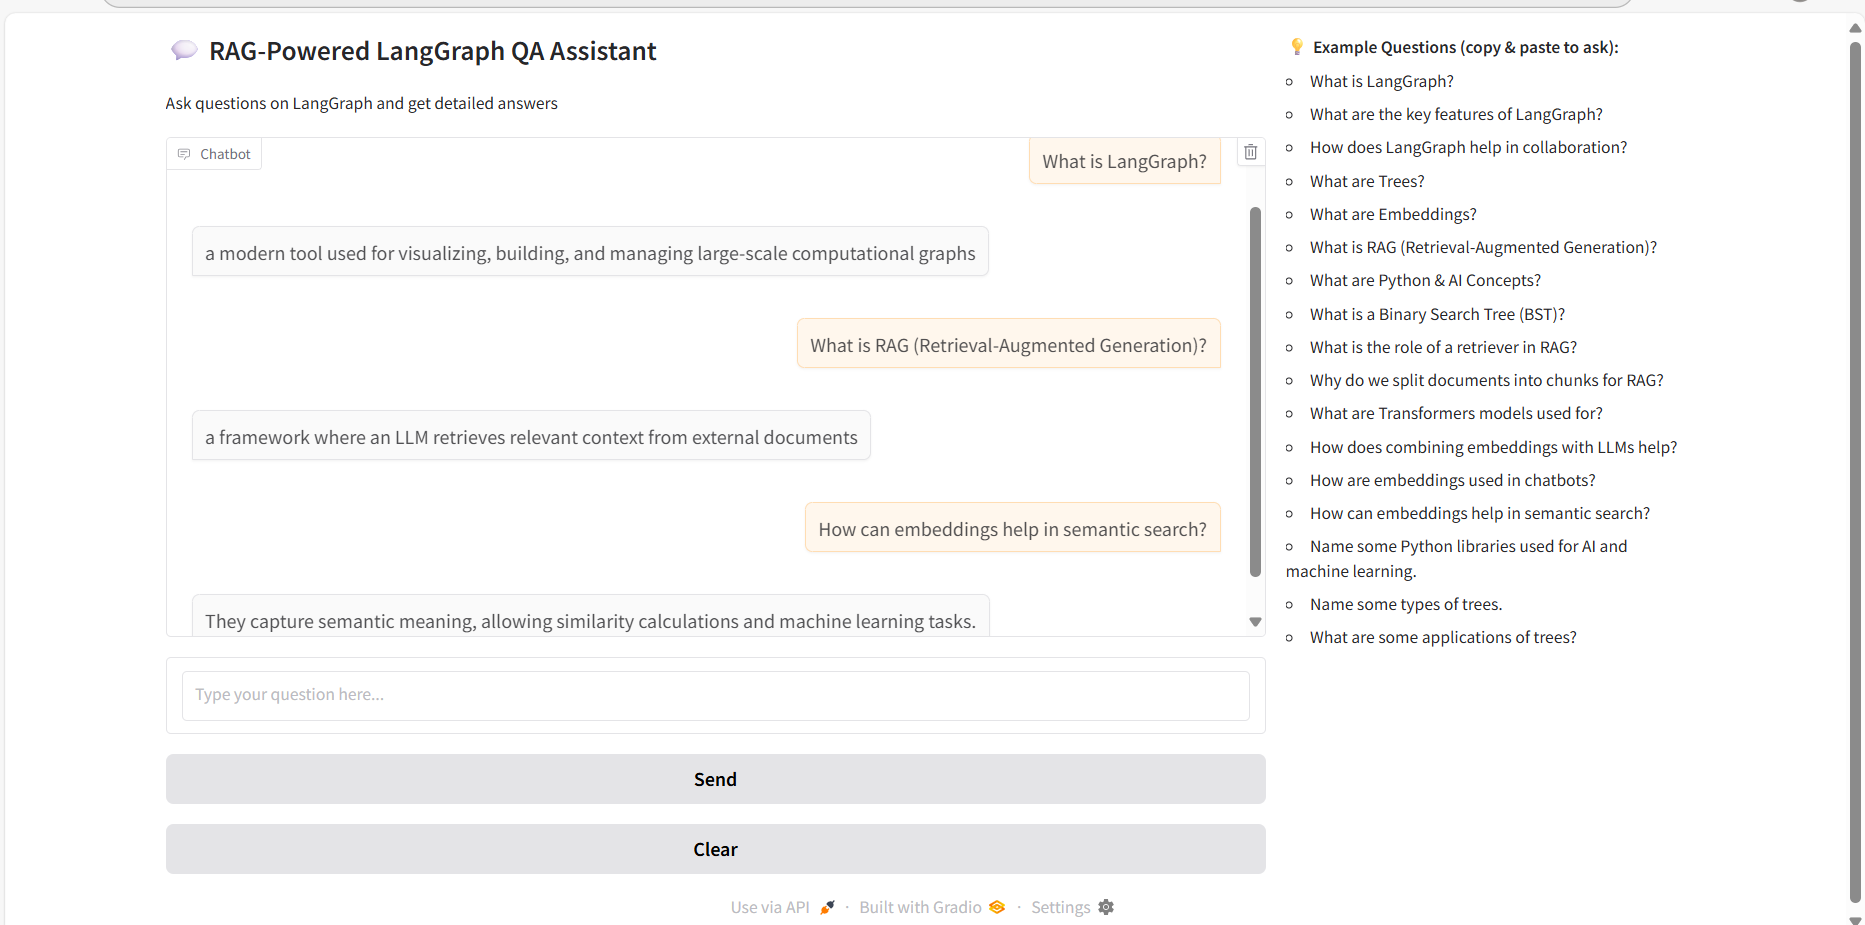 RAG-Powered LangGraph QA Assistant
Ask questions on LangGraph and get detailed answers
Chatbot
What is LangGraph?
a modern tool used for visualizing, building, and managing large-scale computational graphs
What is RAG (Retrieval-Augmented Generation)?
a framework where an LLM retrieves relevant context from external documents
How can embeddings help in semantic search?
They capture semantic meaning, allowing similarity calculations and machine learning tasks.
Type your question here...
Send
Clear
Use via API · Built with Gradio · Settings
Example Questions (copy & paste to ask):
What is LangGraph?
What are the key features of LangGraph?
How does LangGraph help in collaboration?
What are Trees?
What are Embeddings?
What is RAG (Retrieval-Augmented Generation)?
What are Python & AI Concepts?
What is a Binary Search Tree (BST)?
What is the role of a retriever in RAG?
Why do we split documents into chunks for RAG?
What are Transformers models used for?
How does combining embeddings with LLMs help?
How are embeddings used in chatbots?
How can embeddings help in semantic search?
Name some Python libraries used for AI and
machine learning.
Name some types of trees.
What are some applications of trees?